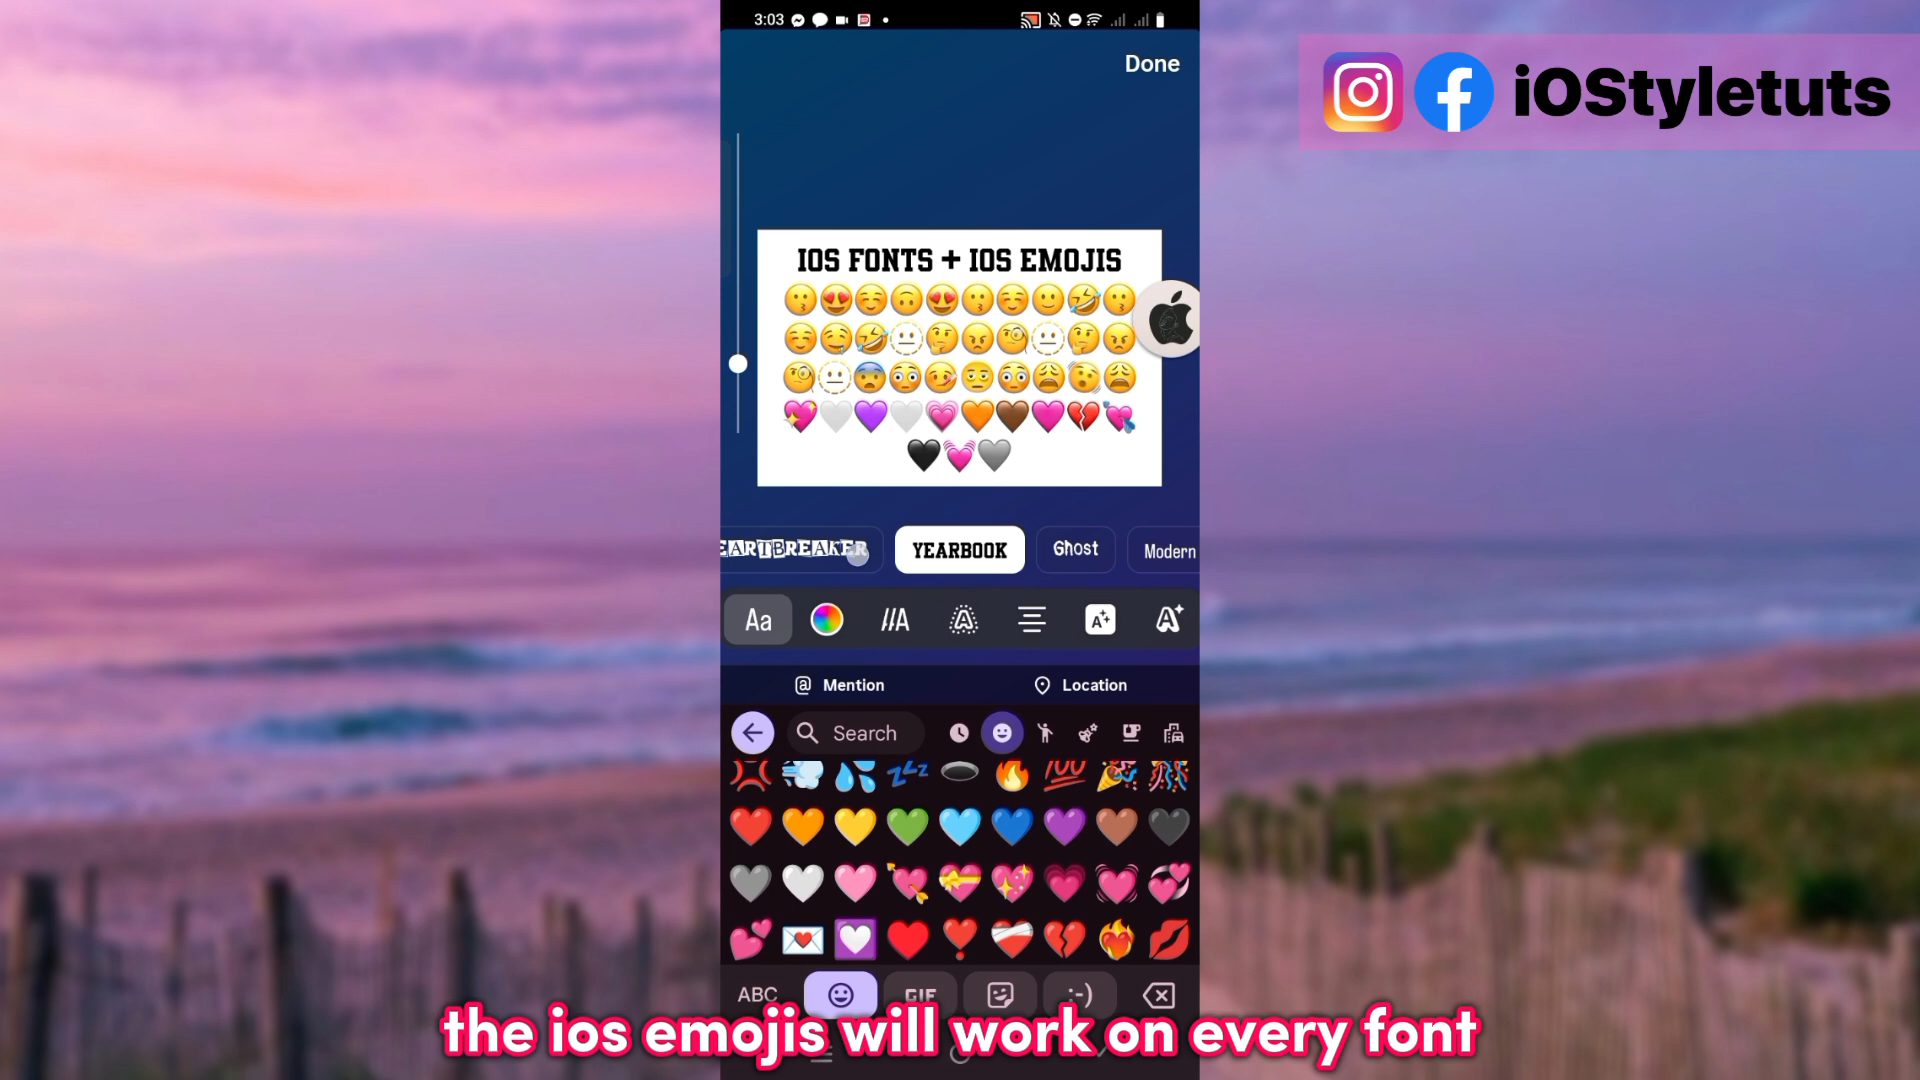 3:03
Done
iOStyletuts
IOS FONTS + IOS EMOJIS
EARTBREAKER
YEARBOOK
Ghost
Modern
Aa
Mention
Location
Search
ABC
GIF
:-)
the ios emojis will work on every font